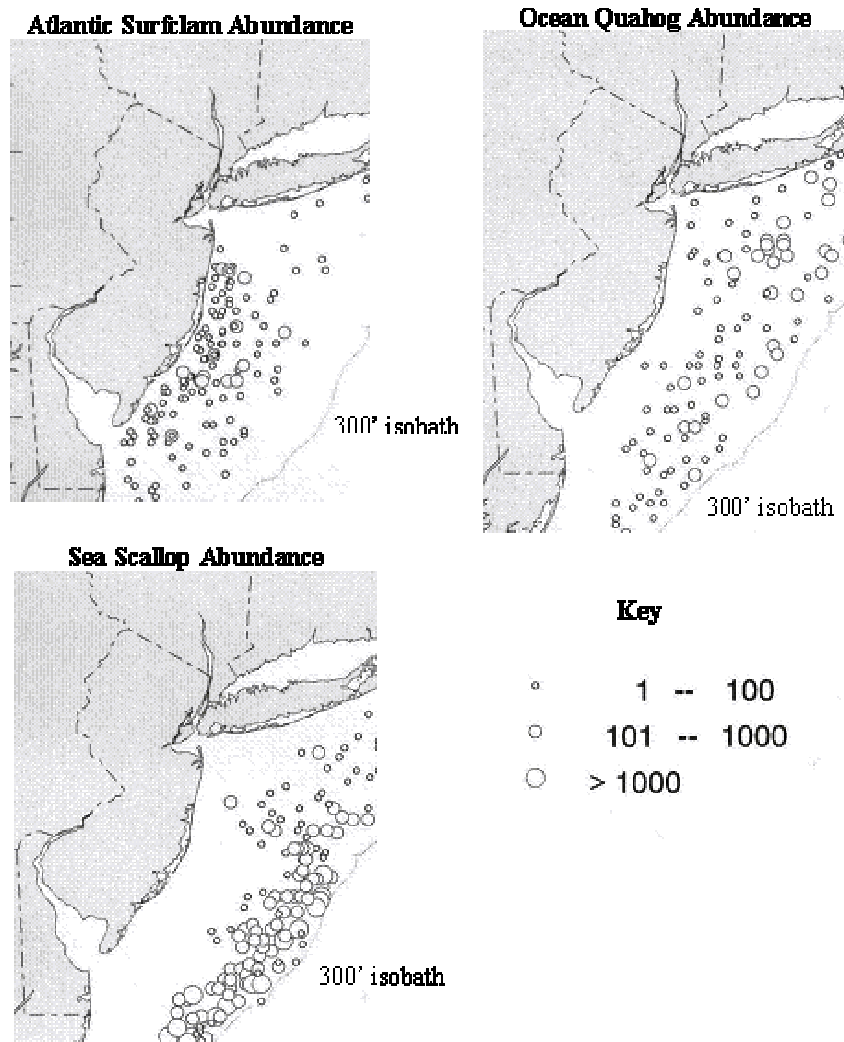 Atlantic Surfclam Abundance
Ocean Quahog Abundance
300' isobath
300' isobath
Sea Scallop Abundance
Key
1 -- 100
101 -- 1000
> 1000
300' isobath